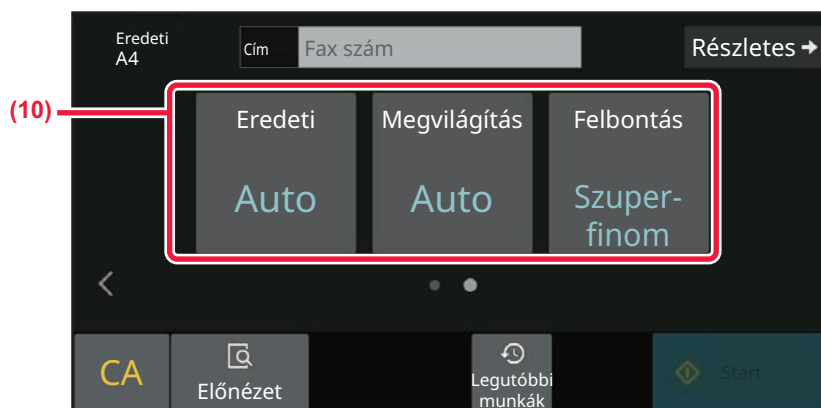 Eredeti
A4
Cím
Fax szám
Részletes
(10)
Eredeti
Megvilágítás
Felbontás
Auto
Auto
Szuper-
finom
CA
Előnézet
Legutóbbi
munkák
Start